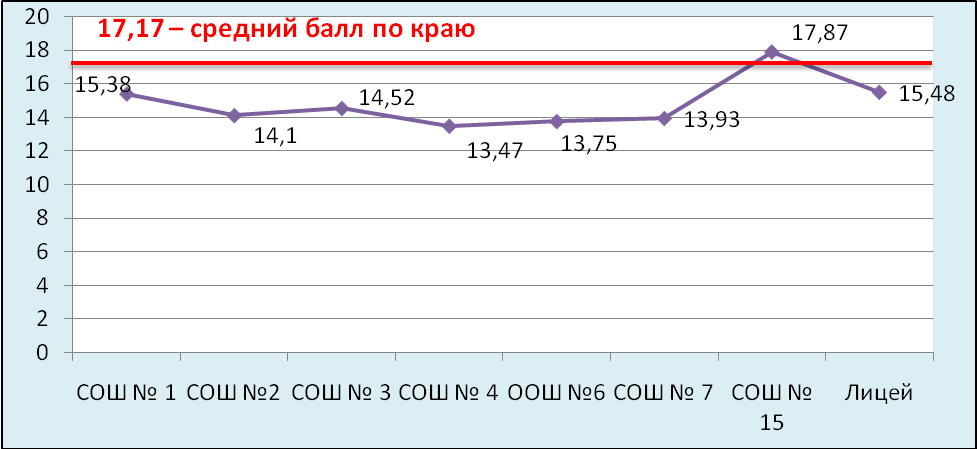 17,17 – средний балл по краю
20
18
16
14
12
10
8
6
4
2
0
15,38
14,1
14,52
13,47
13,75
13,93
17,87
15,48
СОШ № 1
СОШ №2
СОШ № 3
СОШ № 4
ООШ №6
СОШ № 7
СОШ №
15
Лицей